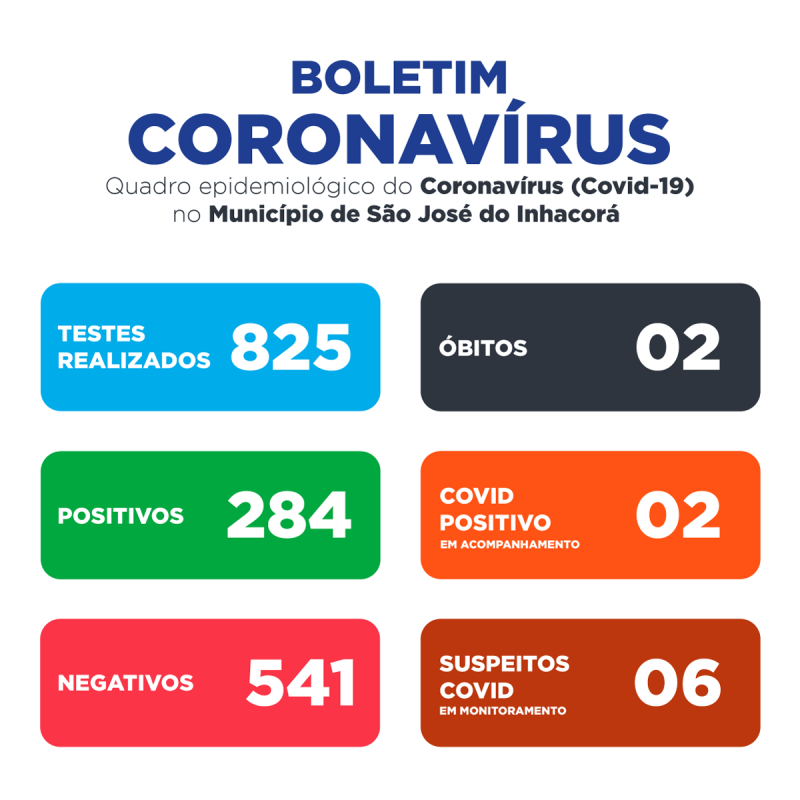 BOLETIM
CORONAVÍRUS
Quadro epidemiológico do Coronavírus (Covid-19)
no Município de São José do Inhacorá
TESTES
REALIZADOS
825
ÓBITOS
02
POSITIVOS
284
COVID
POSITIVO
EM ACOMPANHAMENTO
02
NEGATIVOS
541
SUSPEITOS
COVID
EM MONITORAMENTO
06